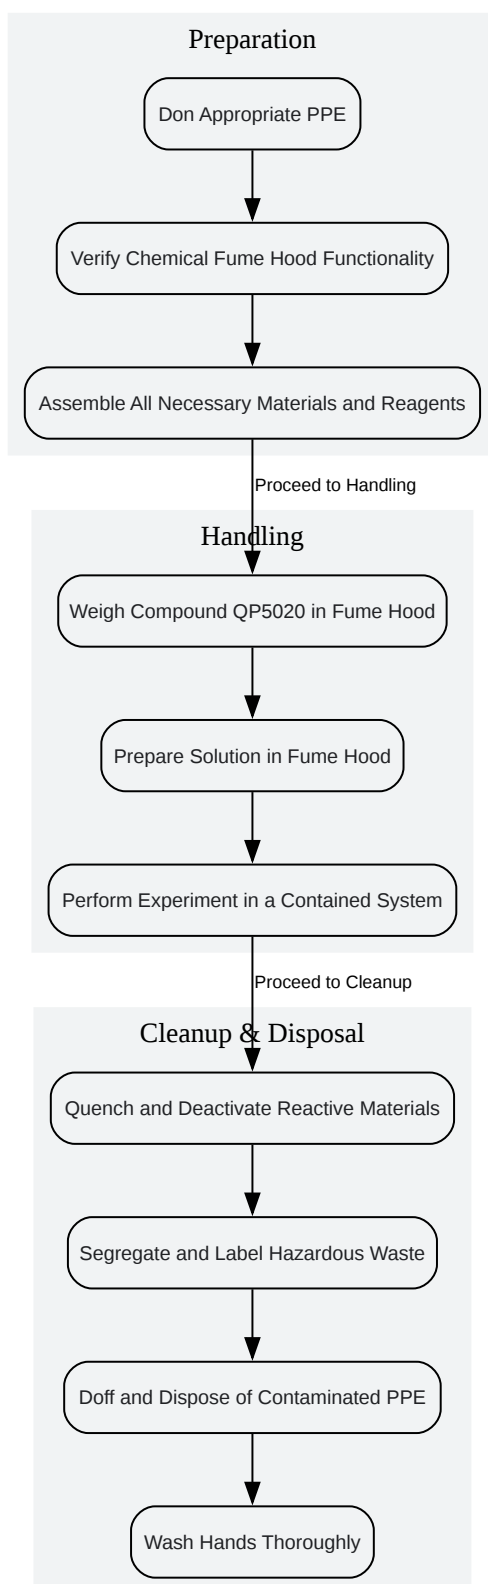 Preparation
Don Appropriate PPE
Verify Chemical Fume Hood Functionality
Assemble All Necessary Materials and Reagents
Proceed to Handling
Handling
Weigh Compound QP5020 in Fume Hood
Prepare Solution in Fume Hood
Perform Experiment in a Contained System
Proceed to Cleanup
Cleanup & Disposal
Quench and Deactivate Reactive Materials
Segregate and Label Hazardous Waste
Doff and Dispose of Contaminated PPE
Wash Hands Thoroughly